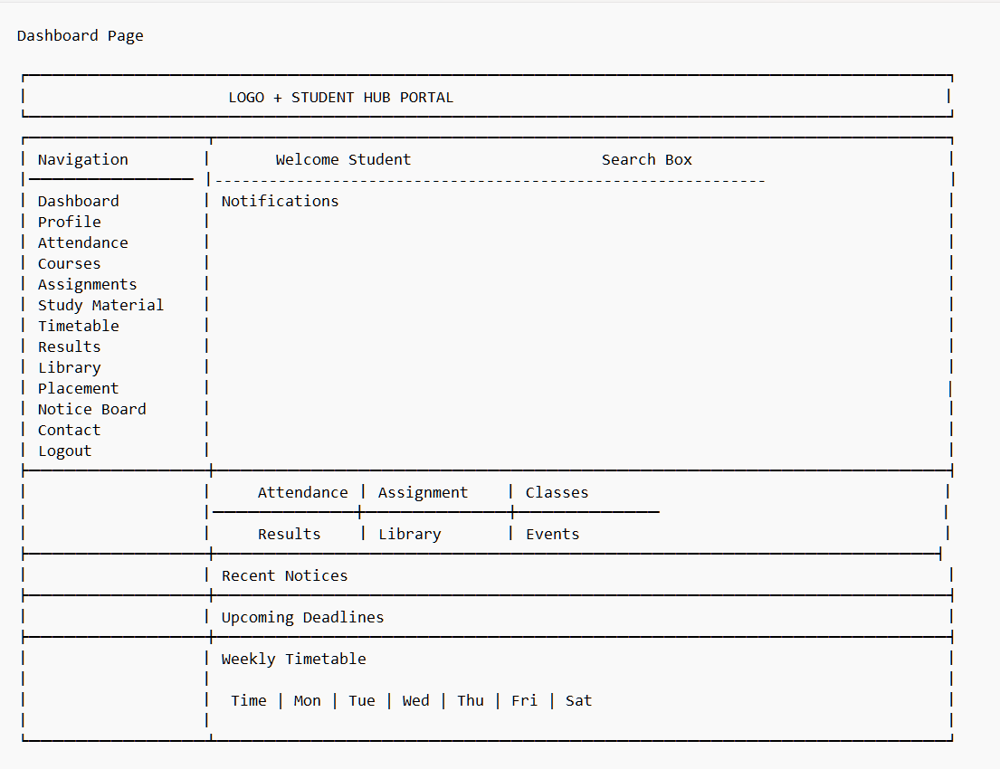 Dashboard Page
LOGO + STUDENT HUB PORTAL
Navigation | Welcome Student Search Box
Dashboard | Notifications
Profile
Attendance
Courses
Assignments
Study Material
Timetable
Results
Library
Placement
Notice Board
Contact
Logout
Attendance | Assignment | Classes
Results | Library | Events
Recent Notices
Upcoming Deadlines
Weekly Timetable
Time | Mon | Tue | Wed | Thu | Fri | Sat